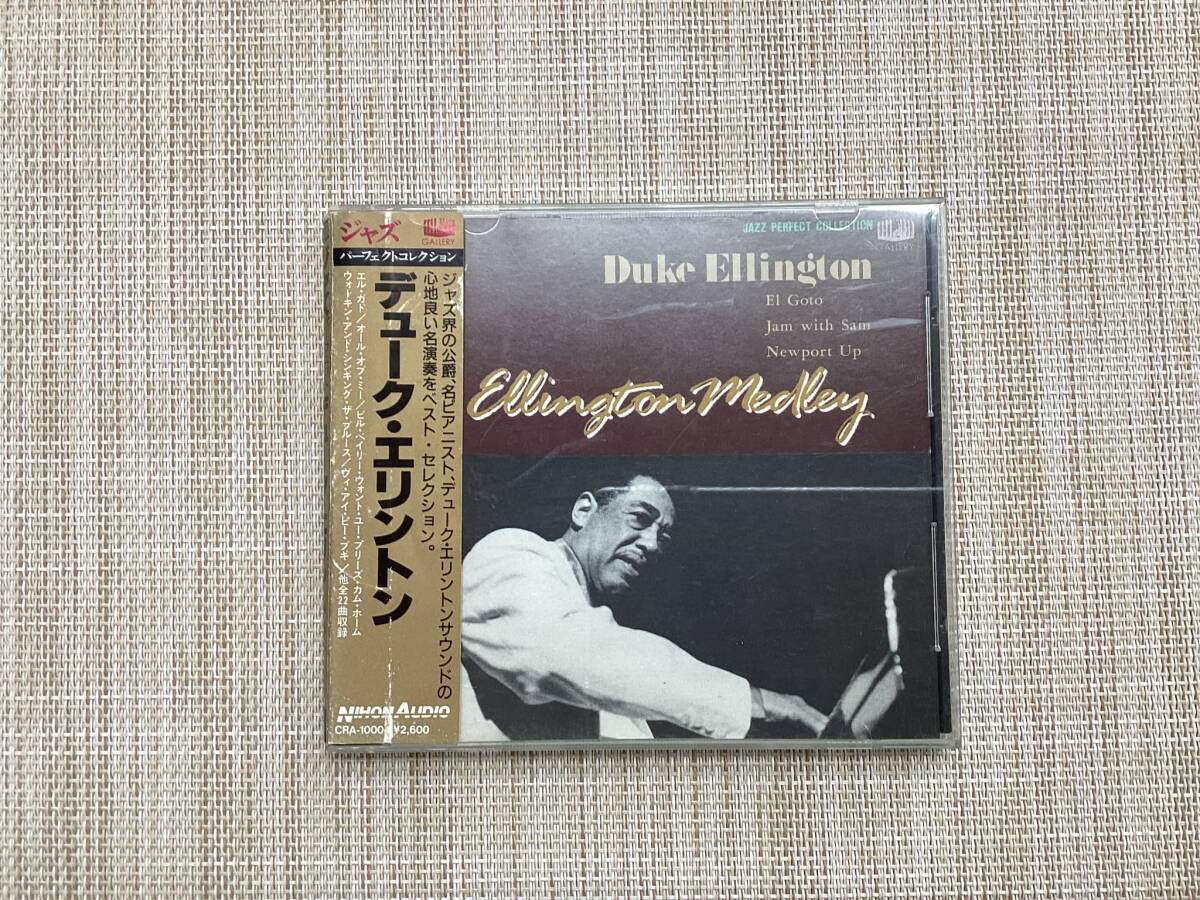 ジャズ
GALLERY
パーフェクトコレクション
ジャズ界の公爵、名ピアニスト、デューク・エリントンサウンドの
心地良い名演奏をベスト・セレクション。
デューク・エリントン
エル・ガト/オール・オブ・ミー/ビル・ベイリー・ウォント・ユー・プリーズ・カム・ホーム
ウォーキン・アンド・シンキング・ザ・ブルース/ヴィ・アイ・ピー・ブギ/他全22曲収録
NIHON AUDIO
CRA-1000 ¥2,600
JAZZ PERFECT COLLECTION
GALLERY
Duke Ellington
El Goto
Jam with Sam
Newport Up
Ellington Medley